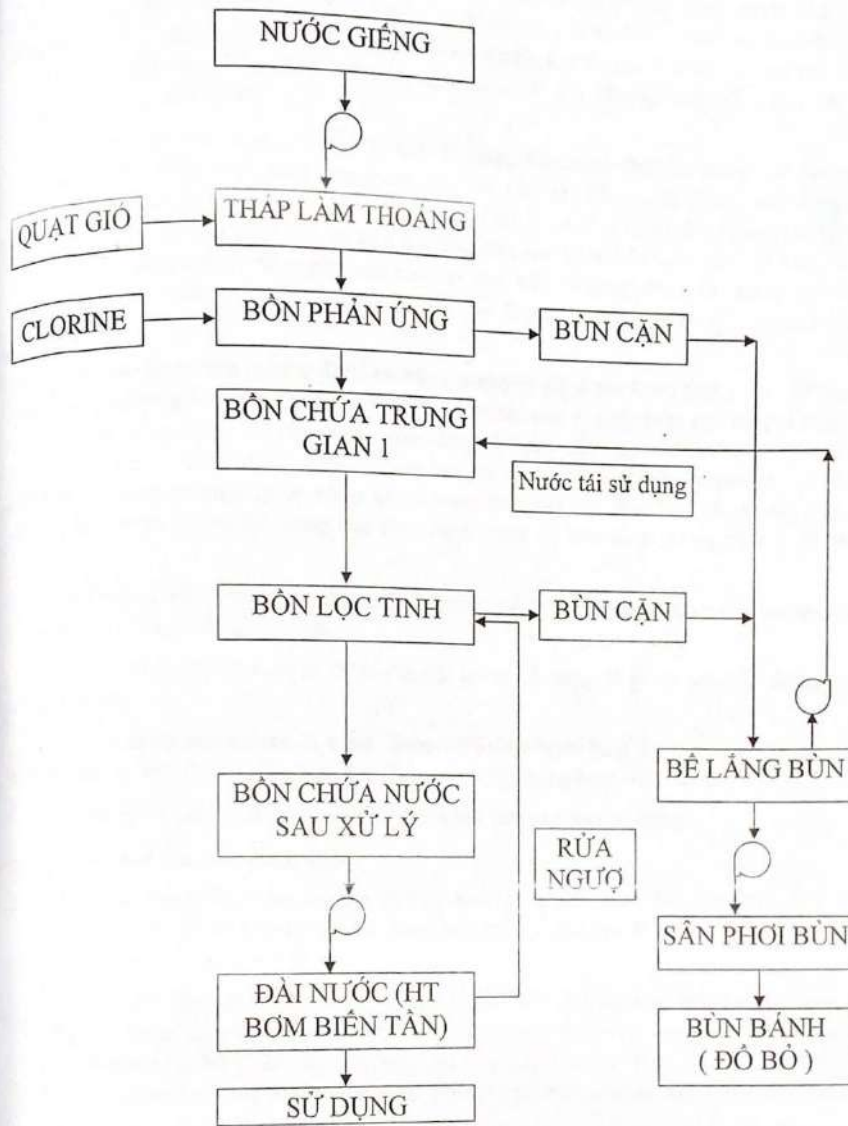 NƯỚC GIẾNG
QUẠT GIÓ
THÁP LÀM THOÁNG
CLORINE
BỒN PHẢN ỨNG
BÙN CẶN
BỒN CHỨA TRUNG
GIAN 1
Nước tái sử dụng
BỒN LỌC TINH
BÙN CẶN
BỂ LẮNG BÙN
BỒN CHỨA NƯỚC
SAU XỬ LÝ
RỬA
NGƯỢ
SÂN PHƠI BÙN
ĐÀI NƯỚC (HT
BƠM BIẾN TẦN)
BÙN BÁNH
( ĐỔ BỎ )
SỬ DỤNG